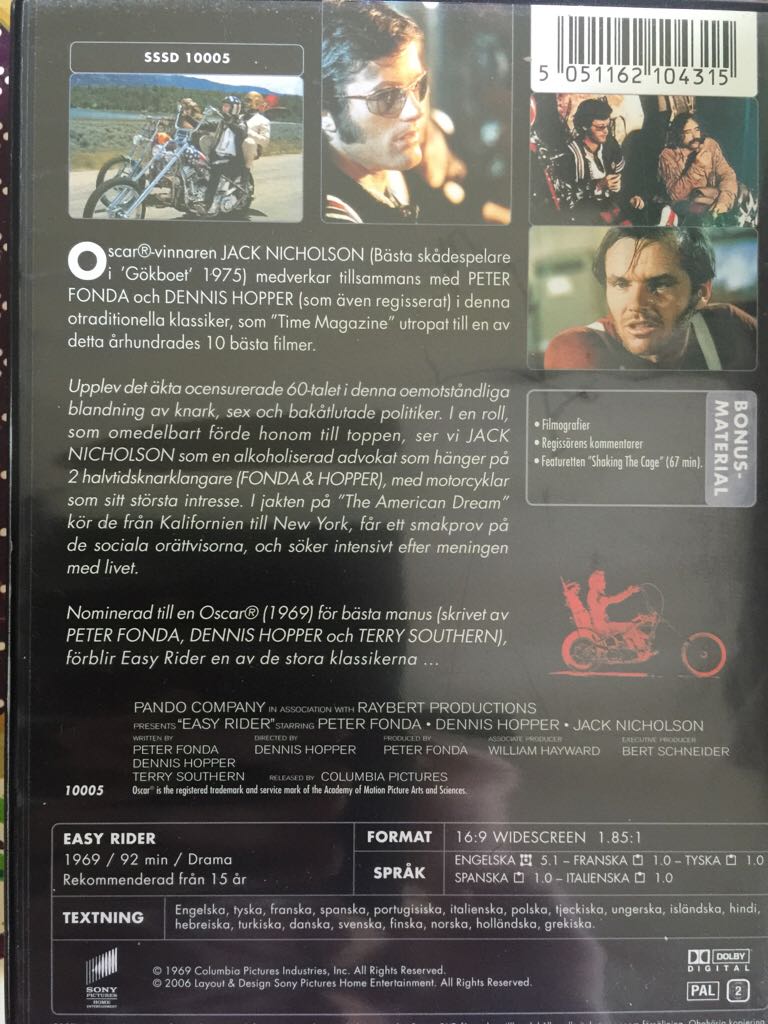 SSSD 10005
5 051162 104315
Oscar®-vinnaren JACK NICHOLSON (Bästa skådespelare
i 'Gökboet' 1975) medverkar tillsammans med PETER
FONDA och DENNIS HOPPER (som även regisserat) i denna
otraditionella klassiker, som "Time Magazine" utropat till en av
detta århundrades 10 bästa filmer.
Upplev det äkta ocensurerade 60-talet i denna oemotståndliga
blandning av knark, sex och bakåtlutade politiker. I en roll,
som omedelbart förde honom till toppen, ser vi JACK
NICHOLSON som en alkoholiserad advokat som hänger på
2 halvtidsknarklangare (FONDA & HOPPER), med motorcyklar
som sitt största intresse. I jakten på "The American Dream"
kör de från Kalifornien till New York, får ett smakprov på
de sociala orättvisorna, och söker intensivt efter meningen
med livet.
Nominerad till en Oscar® (1969) för bästa manus (skrivet av
PETER FONDA, DENNIS HOPPER och TERRY SOUTHERN),
förblir Easy Rider en av de stora klassikerna ...
BONUS-
MATERIAL
• Filmografier
• Regissörens kommentarer
• Featuretten "Shaking The Cage" (67 min).
PANDO COMPANY IN ASSOCIATION WITH RAYBERT PRODUCTIONS
PRESENTS "EASY RIDER" STARRING PETER FONDA • DENNIS HOPPER • JACK NICHOLSON
WRITTEN BY DIRECTED BY PRODUCED BY ASSOCIATE PRODUCER EXECUTIVE PRODUCER
PETER FONDA DENNIS HOPPER PETER FONDA WILLIAM HAYWARD BERT SCHNEIDER
DENNIS HOPPER
TERRY SOUTHERN RELEASED BY COLUMBIA PICTURES
10005 Oscar® is the registered trademark and service mark of the Academy of Motion Picture Arts and Sciences.
EASY RIDER
1969 / 92 min / Drama
Rekommenderad från 15 år
FORMAT 16:9 WIDESCREEN 1.85:1
SPRÅK ENGELSKA 5.1 – FRANSKA 1.0 – TYSKA 1.0
SPANSKA 1.0 – ITALIENSKA 1.0
TEXTNING Engelska, tyska, franska, spanska, portugisiska, italienska, polska, tjeckiska, ungerska, isländska, hindi,
hebreiska, turkiska, danska, svenska, finska, norska, holländska, grekiska.
SONY
PICTURES
HOME
ENTERTAINMENT
© 1969 Columbia Pictures Industries, Inc. All Rights Reserved.
© 2006 Layout & Design Sony Pictures Home Entertainment. All Rights Reserved.
DOLBY
DIGITAL
PAL 2